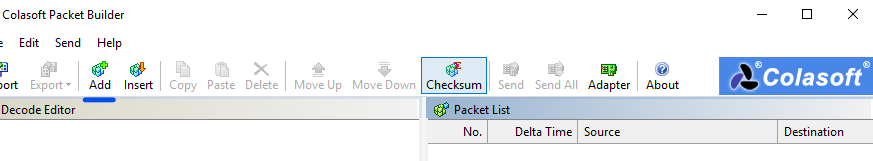 Colasoft Packet Builder
e Edit Send Help
port Export Add Insert Copy Paste Delete Move Up Move Down Checksum Send Send All Adapter About
Colasoft®
Decode Editor
Packet List
No. Delta Time Source Destination